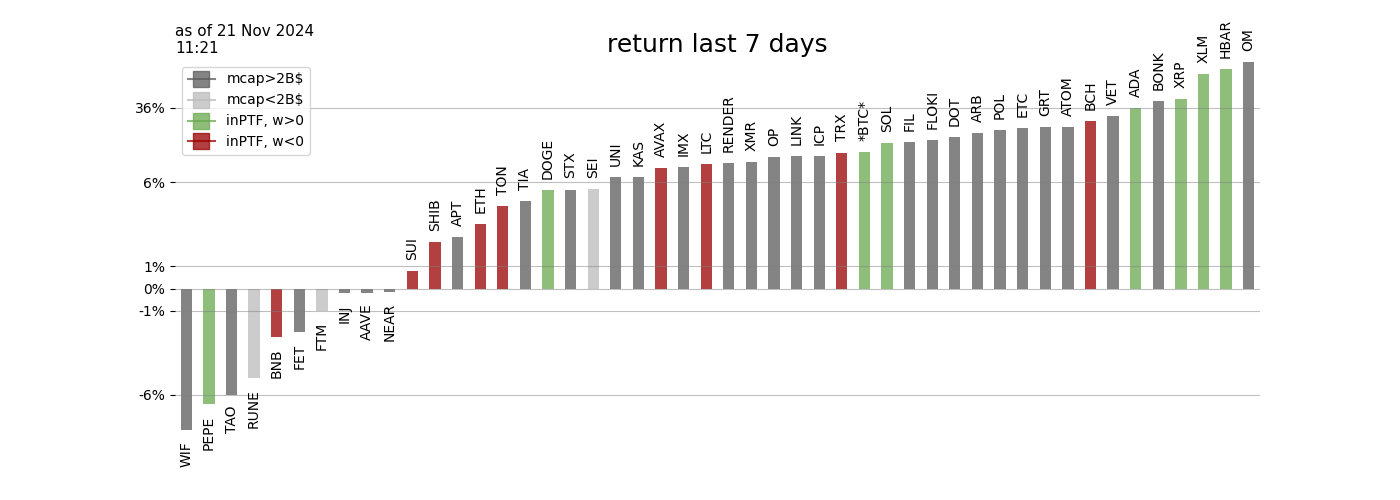 as of 21 Nov 2024
11:21
return last 7 days
mcap>2B$
mcap<2B$
inPTF, w>0
inPTF, w<0
36%
6%
1%
0%
-1%
-6%
WIF
PEPE
TAO
RUNE
BNB
FET
FTM
INJ
AAVE
NEAR
SUI
SHIB
APT
ETH
TON
TIA
DOGE
STX
SEI
UNI
KAS
AVAX
IMX
LTC
RENDER
XMR
OP
LINK
ICP
TRX
*BTC*
SOL
FIL
FLOKI
DOT
ARB
POL
ETC
GRT
ATOM
BCH
VET
ADA
BONK
XRP
XLM
HBAR
OM